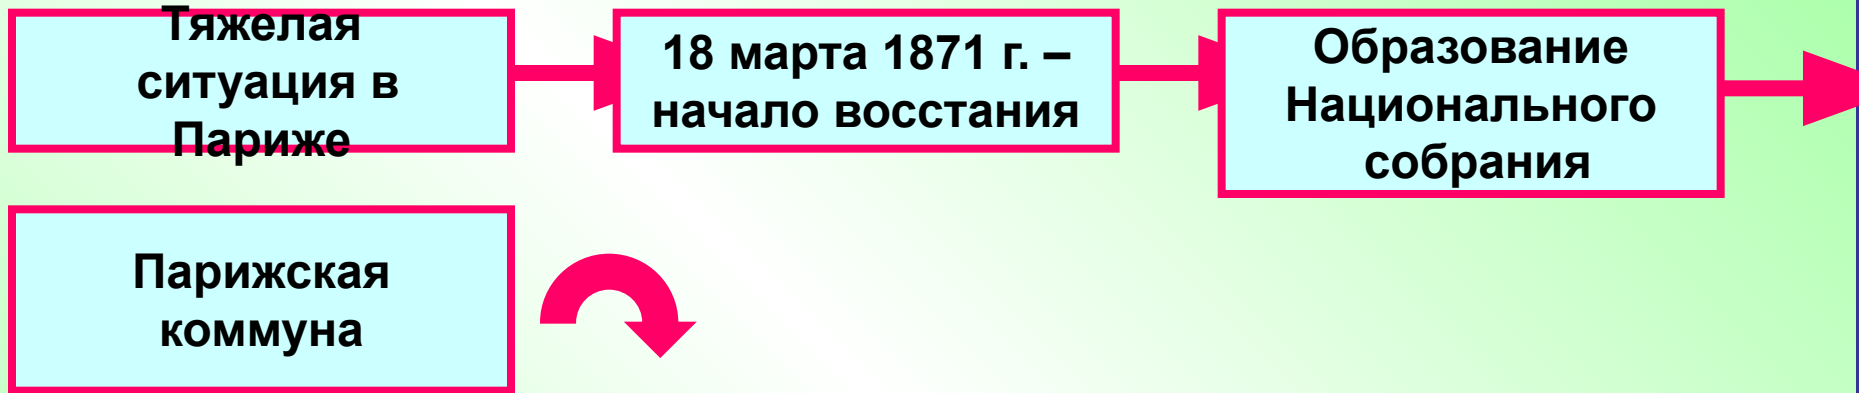 Тяжелая
ситуация в
Париже
18 марта 1871 г. –
начало восстания
Образование
Национального
собрания
Парижская
коммуна